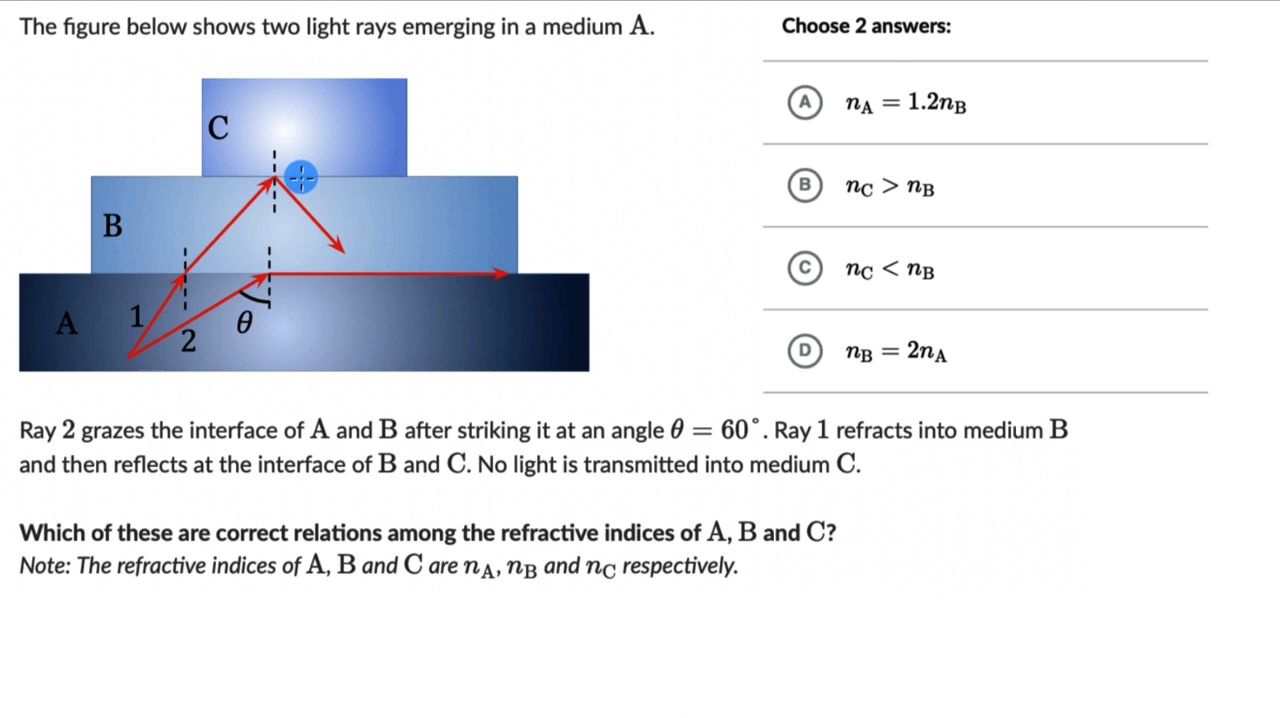 The figure below shows two light rays emerging in a medium A.
Choose 2 answers:
C
A nA = 1.2nB
B nC > nB
B
C nC < nB
A 1 2 θ
D nB = 2nA
Ray 2 grazes the interface of A and B after striking it at an angle θ = 60°. Ray 1 refracts into medium B
and then reflects at the interface of B and C. No light is transmitted into medium C.
Which of these are correct relations among the refractive indices of A, B and C?
Note: The refractive indices of A, B and C are nA, nB and nC respectively.